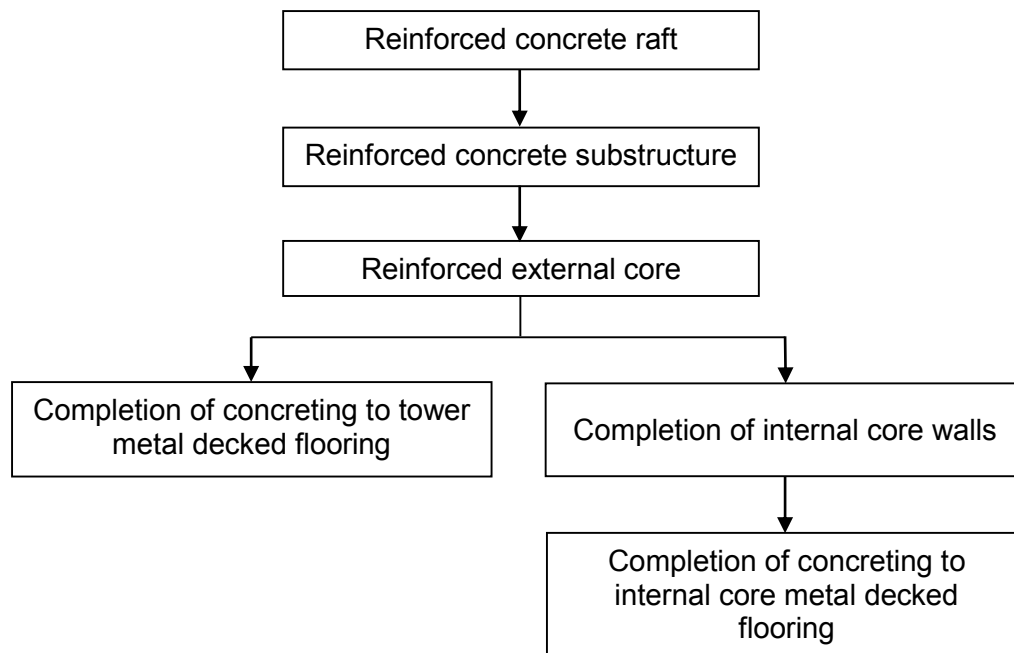 Reinforced concrete raft
Reinforced concrete substructure
Reinforced external core
Completion of concreting to tower
metal decked flooring
Completion of internal core walls
Completion of concreting to
internal core metal decked
flooring